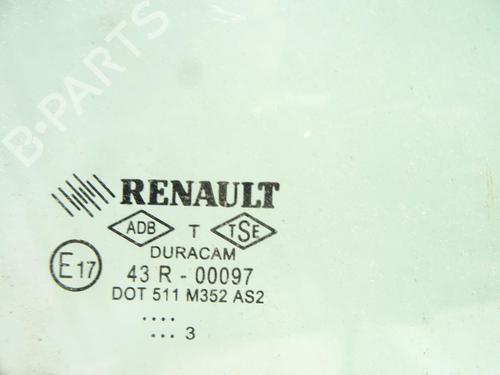 B-PARTS
RENAULT
ADB T TSE
DURACAM
E17
43 R - 00097
DOT 511 M352 AS2
....
... 3